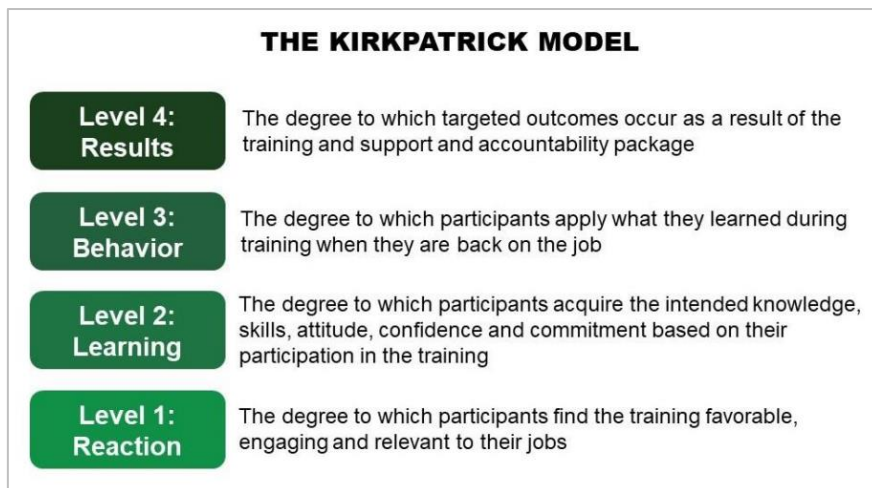 THE KIRKPATRICK MODEL
Level 4:
Results
The degree to which targeted outcomes occur as a result of the
training and support and accountability package
Level 3:
Behavior
The degree to which participants apply what they learned during
training when they are back on the job
Level 2:
Learning
The degree to which participants acquire the intended knowledge,
skills, attitude, confidence and commitment based on their
participation in the training
Level 1:
Reaction
The degree to which participants find the training favorable,
engaging and relevant to their jobs